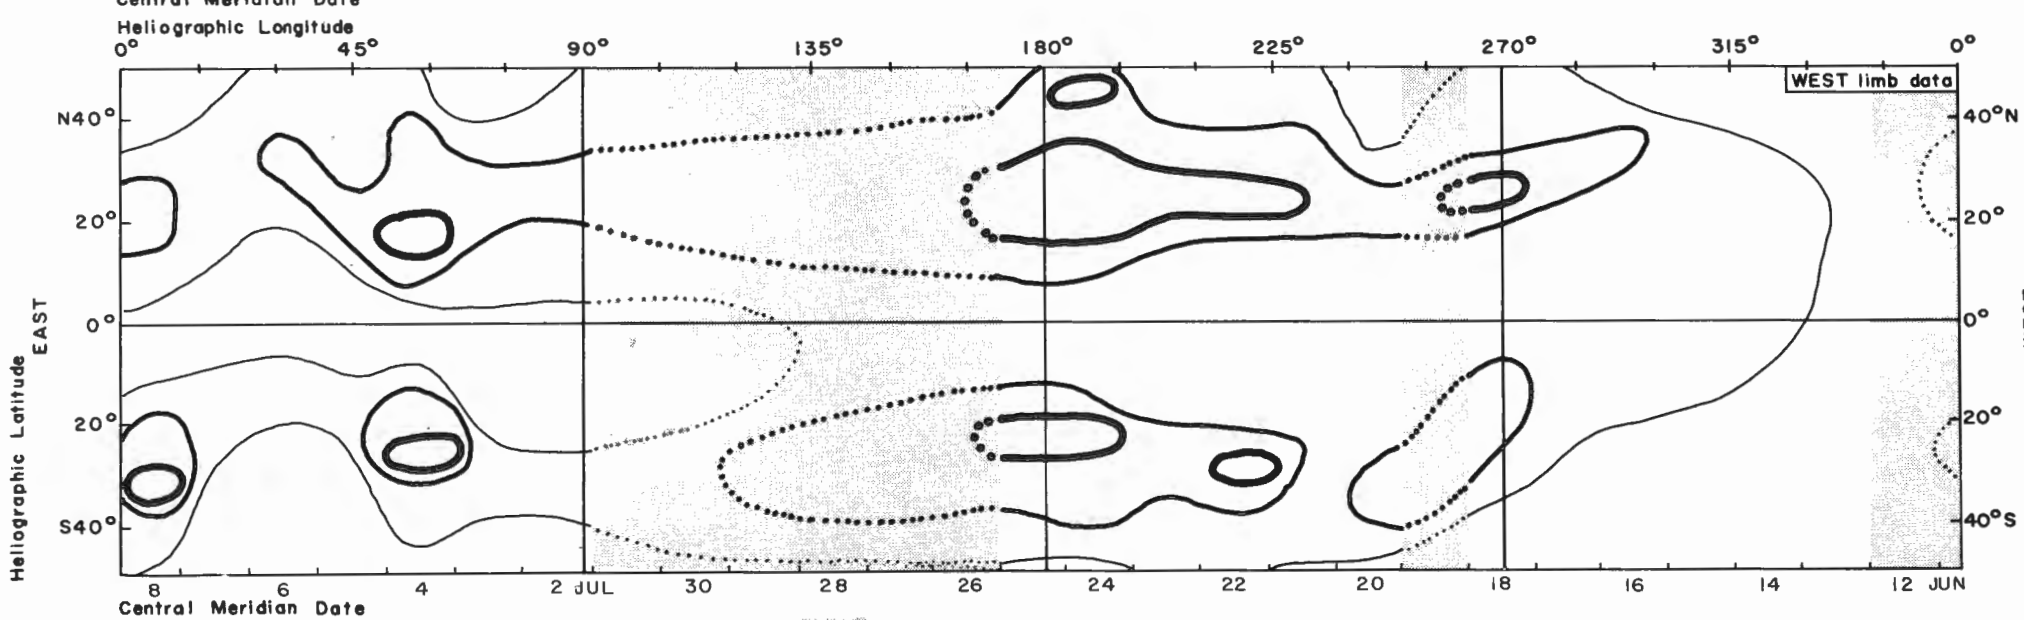 Central Meridian Date
Heliographic Longitude
0° 45° 90° 135° 180° 225° 270° 315° 0°
WEST limb data
N40° 40°N
20° 20°
0° 0°
EAST
20° 20°
S40° 40°S
Heliographic Latitude
8 6 4 2 JUL 30 28 26 24 22 20 18 16 14 12 JUN
Central Meridian Date